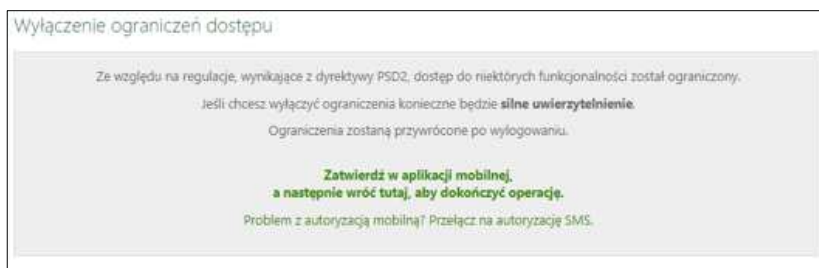 Wyłączenie ograniczeń dostępu
Ze względu na regulacje, wynikające z dyrektywy PSD2, dostęp do niektórych funkcjonalności został ograniczony.
Jeśli chcesz wyłączyć ograniczenia konieczne będzie silne uwierzytelnienie.
Ograniczenia zostaną przywrócone po wylogowaniu.
Zatwierdź w aplikacji mobilnej,
a następnie wróć tutaj, aby dokończyć operację.
Problem z autoryzacją mobilną? Przełącz na autoryzację SMS.